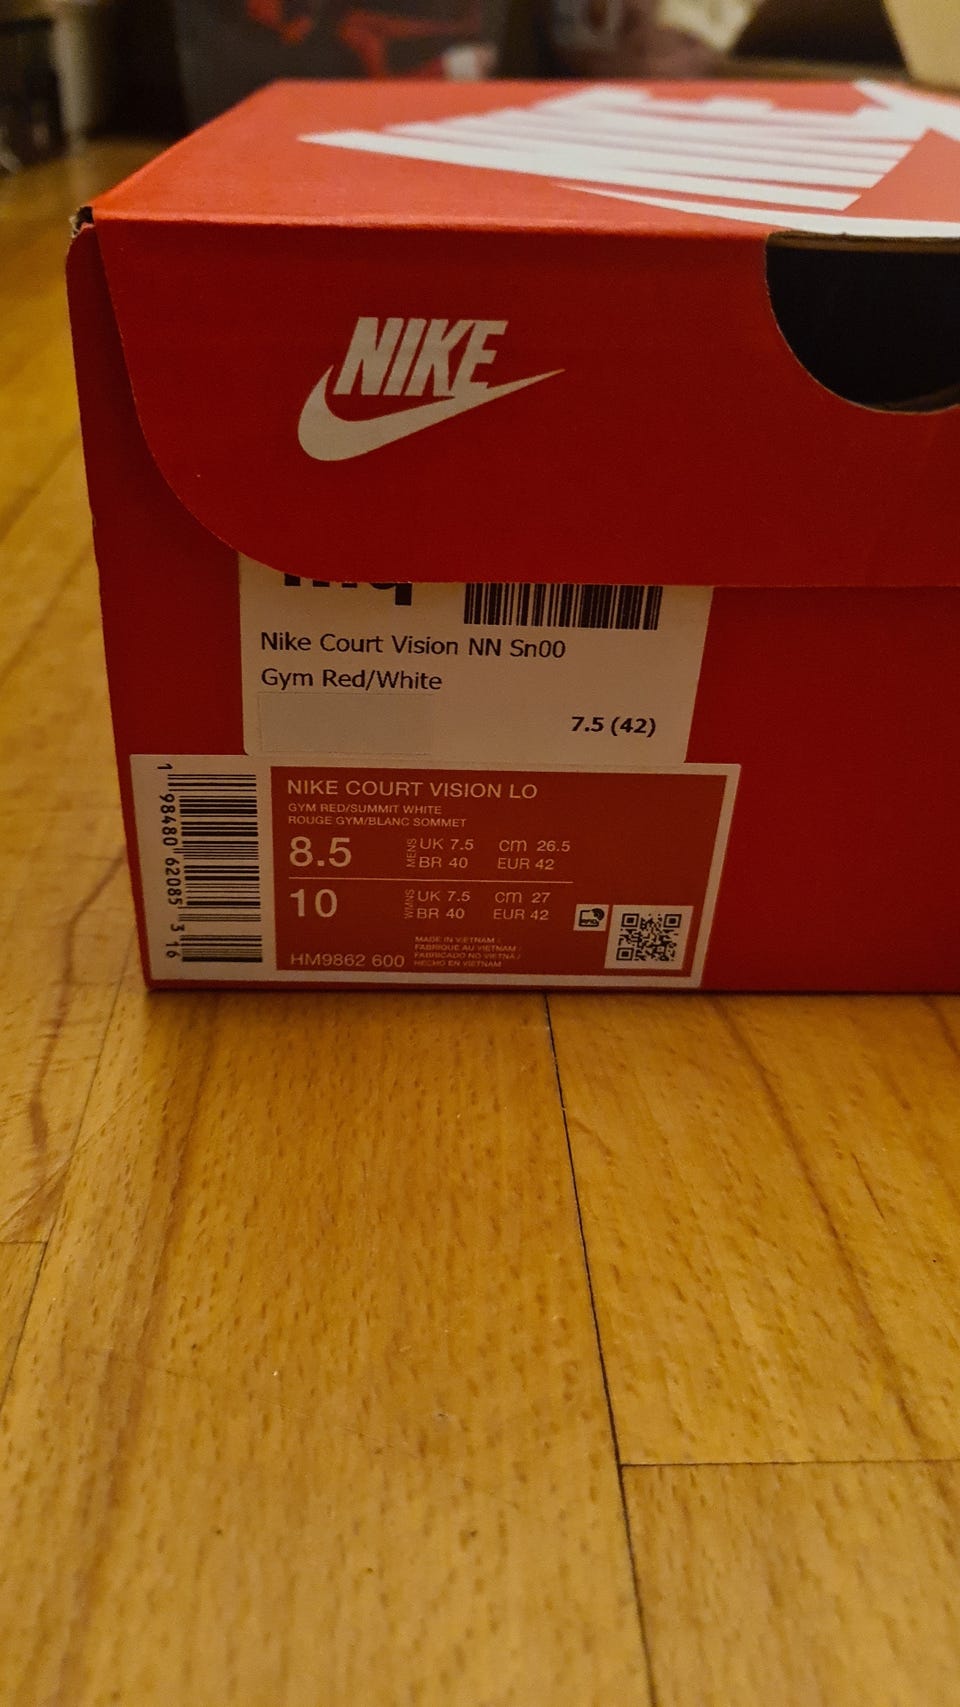 NIKE
Nike Court Vision NN Sn00
Gym Red/White
7.5 (42)
1 98480 62085 3 16
NIKE COURT VISION LO
GYM RED/SUMMIT WHITE
ROUGE GYM/BLANC SOMMET
8.5 MENS UK 7.5 cm 26.5
BR 40 EUR 42
10 WMNS UK 7.5 cm 27
BR 40 EUR 42
MADE IN VIETNAM /
FABRIQUE AU VIETNAM /
FABRICADO NO VIETNÃ /
HECHO EN VIETNAM
HM9862 600